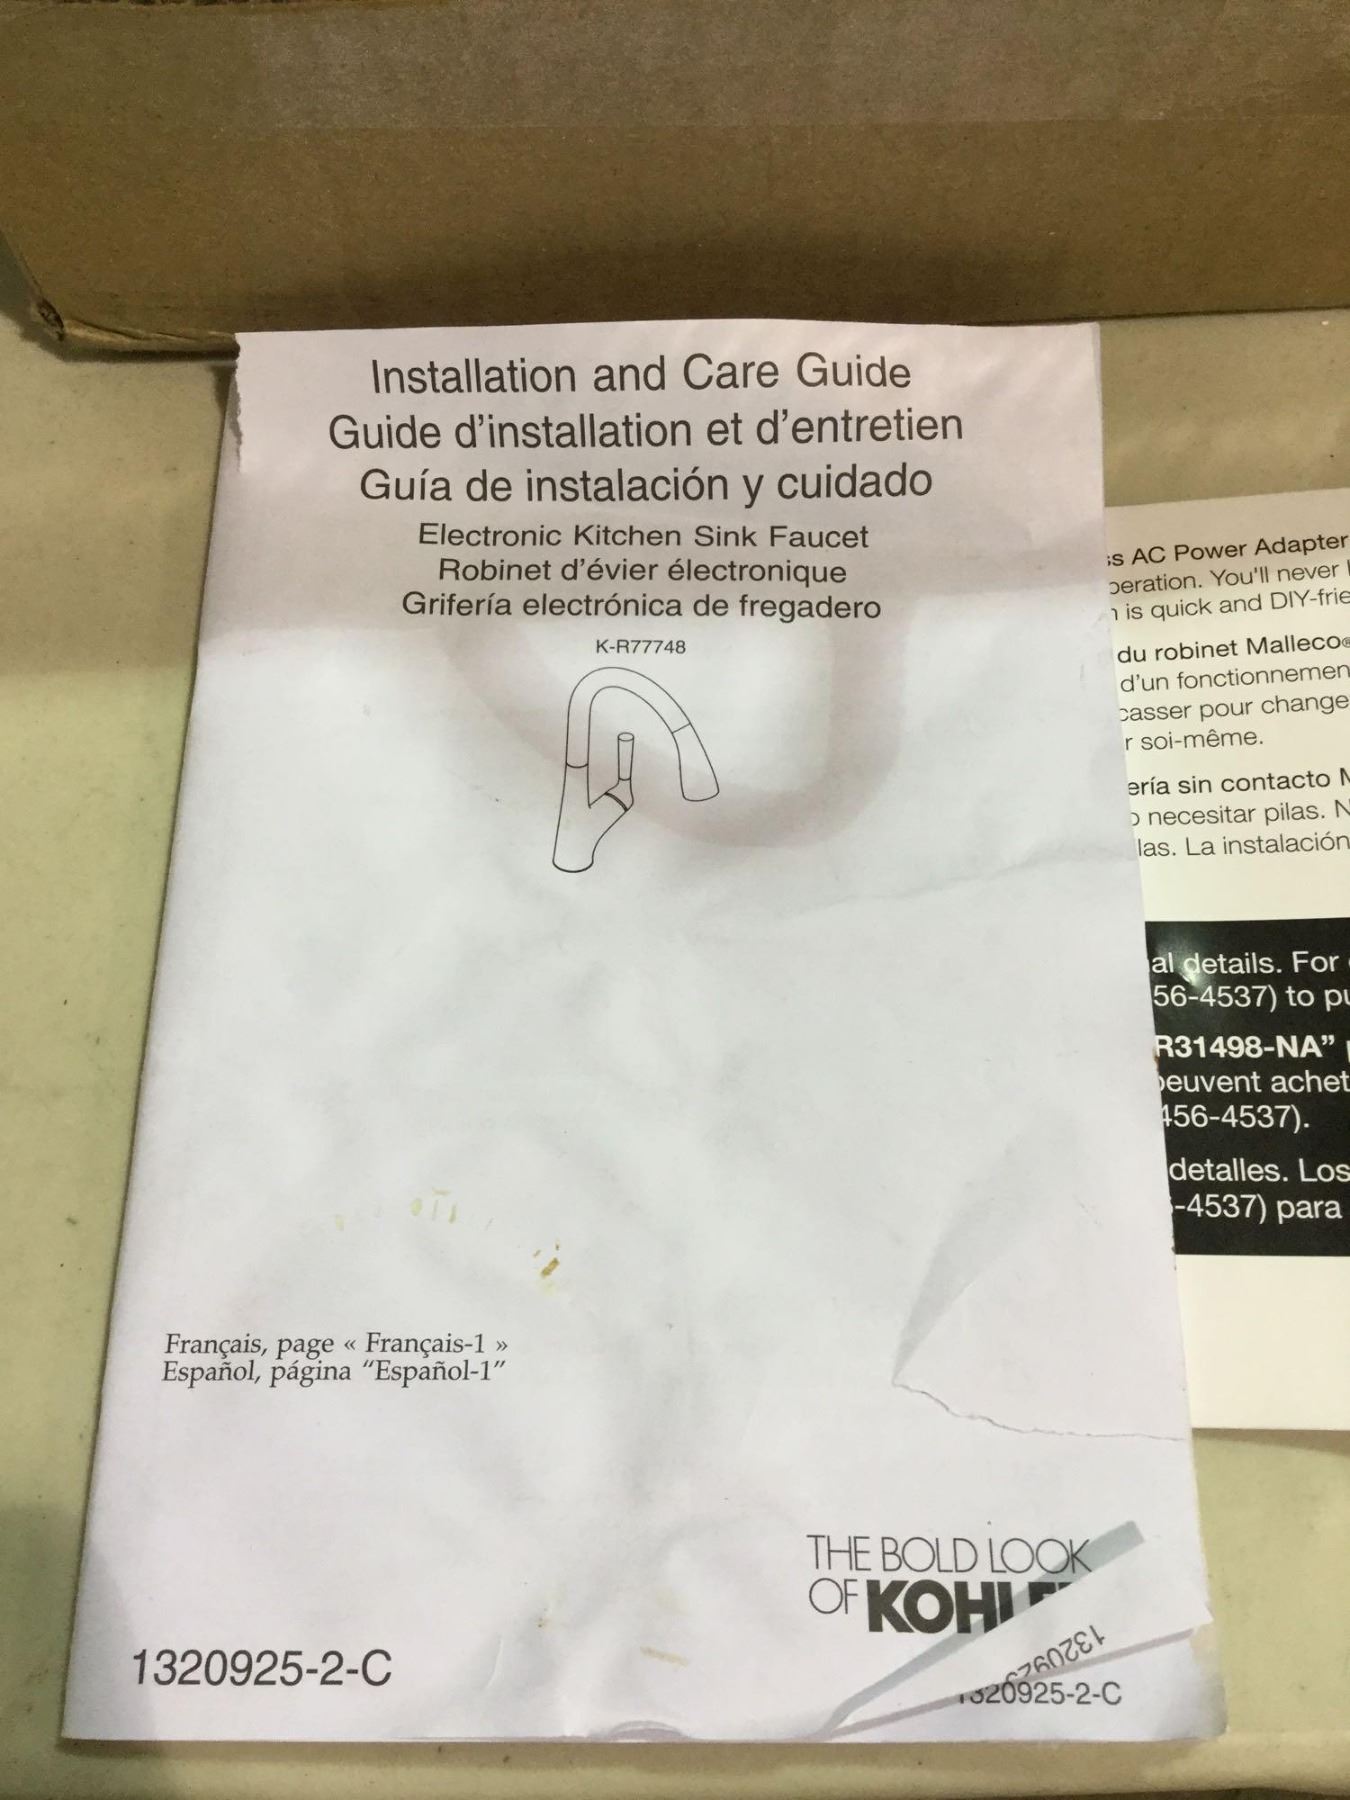 Installation and Care Guide
Guide d'installation et d'entretien
Guía de instalación y cuidado
Electronic Kitchen Sink Faucet
Robinet d'évier électronique
Grifería electrónica de fregadero
K-R77748
Français, page « Français-1 »
Español, página “Español-1”
THE BOLD LOOK
OF KOHLE
1320925-2-C
132092
1320925-2-C
ss AC Power Adapter
peration. You'll never
is quick and DIY-frie
du robinet Malleco®
d'un fonctionnemen
casser pour change
r soi-même.
ería sin contacto M
o necesitar pilas. N
las. La instalación
al details. For
56-4537) to pu
R31498-NA”
peuvent achet
456-4537).
detalles. Los
-4537) para